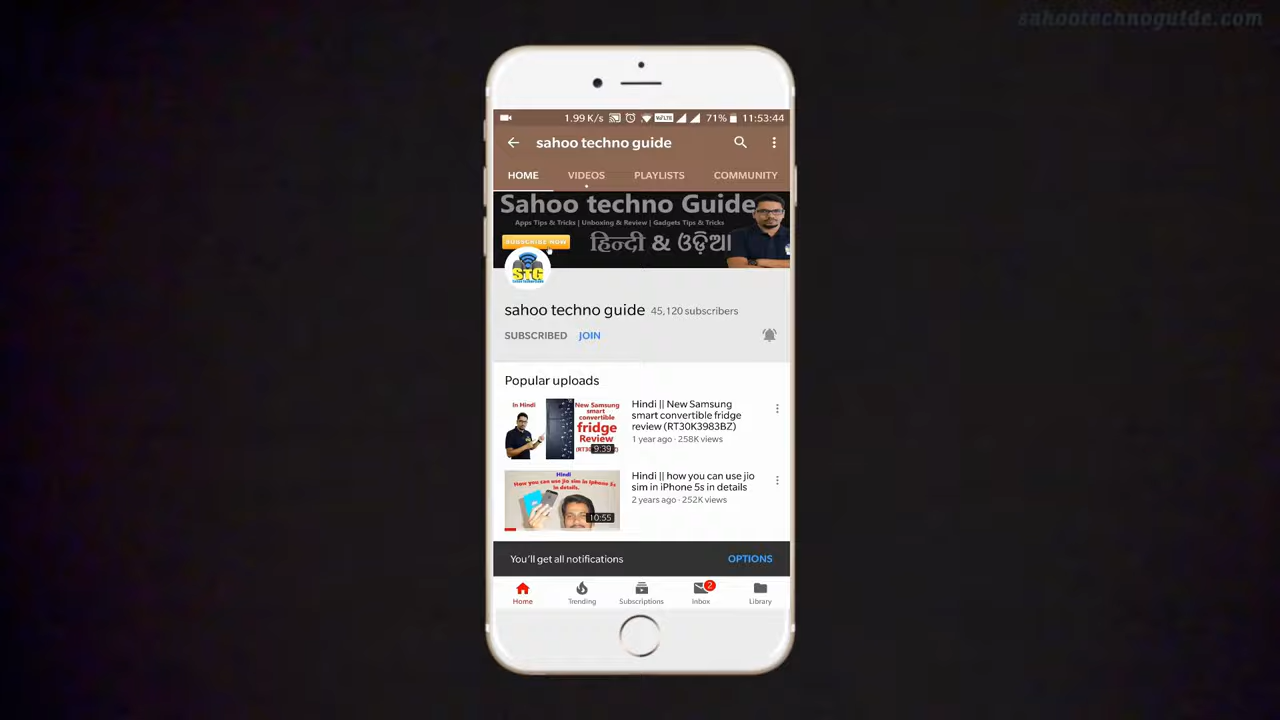 sahootechnoguide.com
1.99 K/s VoLTE 71% 11:53:44
sahoo techno guide
HOME VIDEOS PLAYLISTS COMMUNITY
Sahoo techno Guide
Apps Tips & Tricks | Unboxing & Review | Gadgets Tips & Tricks
SUBSCRIBE NOW
हिन्दी & ଓଡ଼ିଆ
STG
sahoo techno guide 45,120 subscribers
SUBSCRIBED JOIN
Popular uploads
In Hindi
New Samsung
smart
convertible
fridge
Review
9:39
Hindi || New Samsung
smart convertible fridge
review (RT30K3983BZ)
1 year ago · 258K views
Hindi
How you can use jio sim in Iphone 5s
in details.
10:55
Hindi || how you can use jio
sim in iPhone 5s in details
2 years ago · 252K views
You'll get all notifications OPTIONS
2
Home Trending Subscriptions Inbox Library